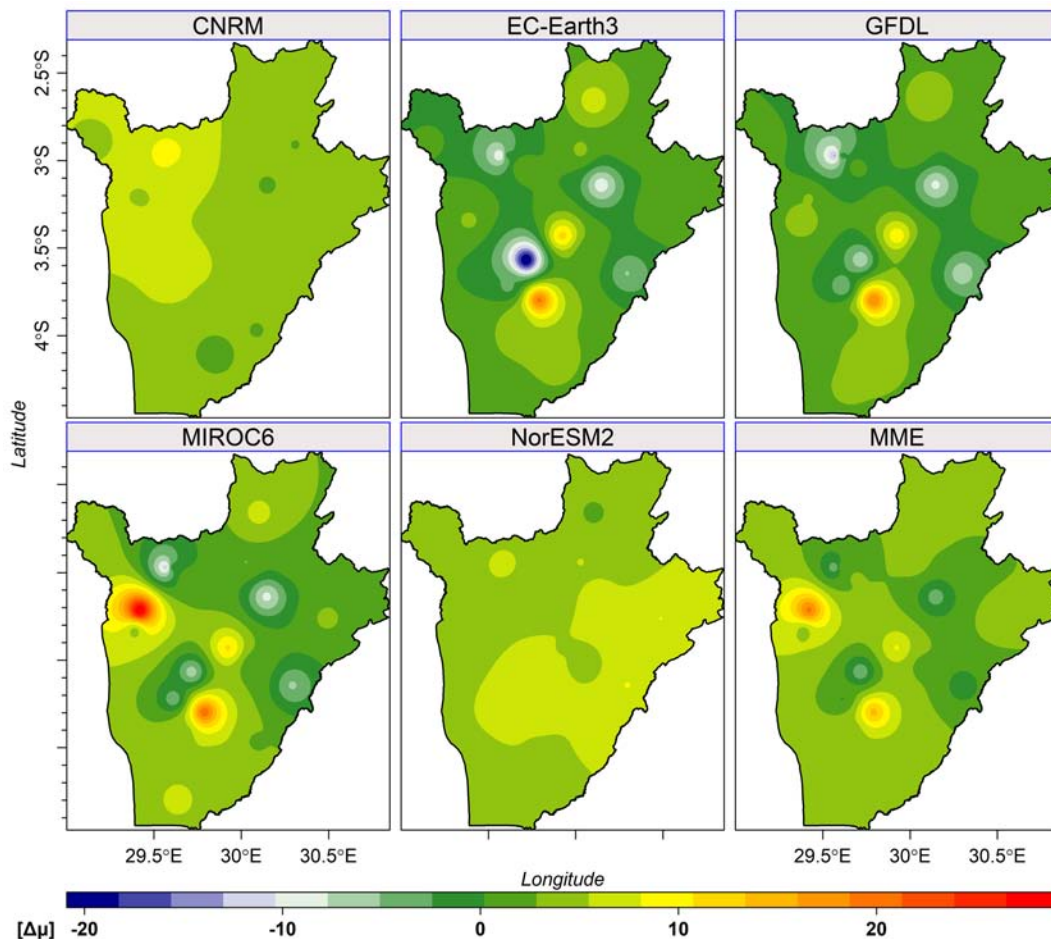 CNRM EC-Earth3 GFDL
2.5°S
3°S
3.5°S
4°S
Latitude
MIROC6 NorESM2 MME
29.5°E 30°E 30.5°E 29.5°E 30°E 30.5°E
Longitude
[Δμ] -20 -10 0 10 20